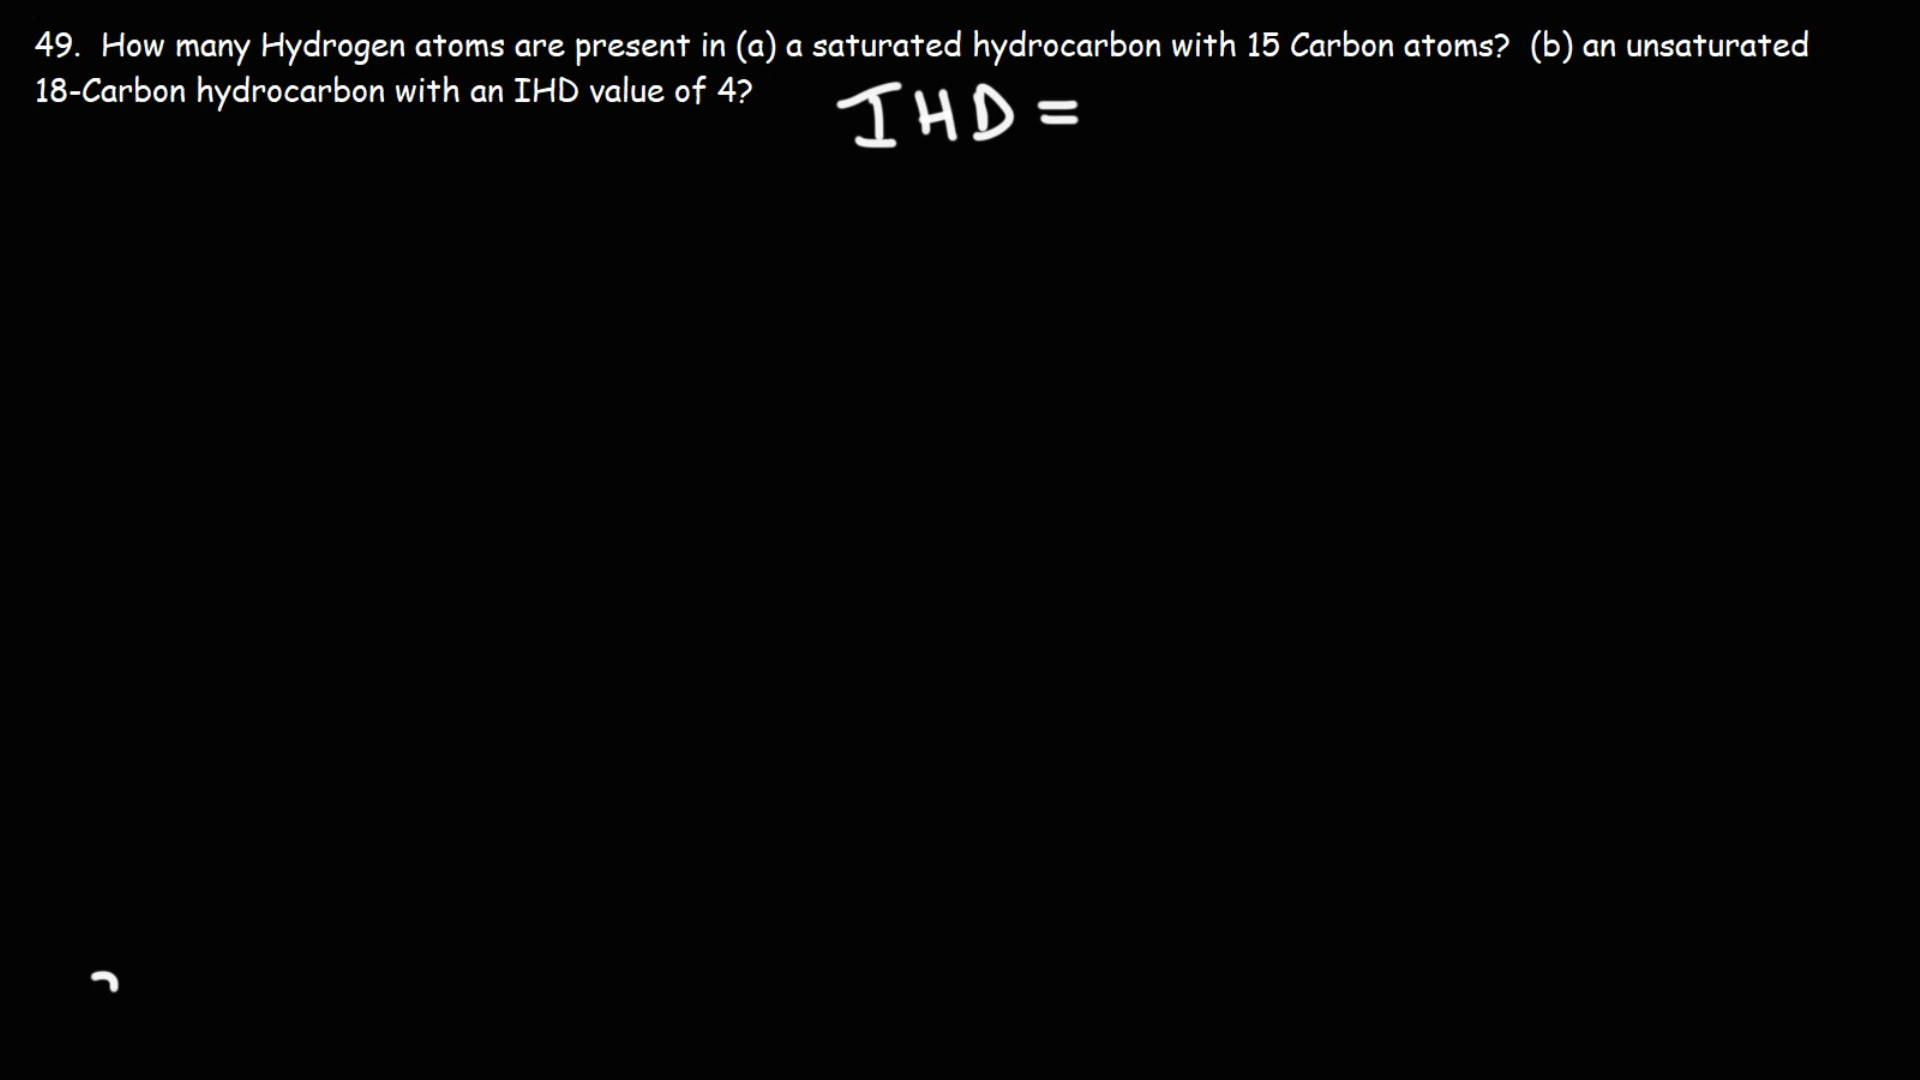 49.  How many Hydrogen atoms are present in (a) a saturated hydrocarbon with 15 Carbon atoms?  (b) an unsaturated
18-Carbon hydrocarbon with an IHD value of 4?
IHD =